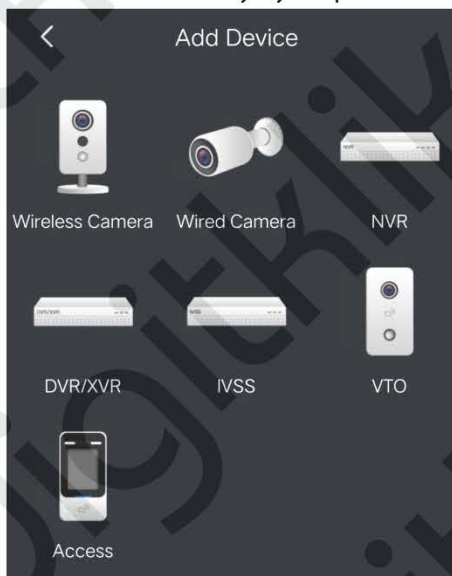 Add Device
Wireless Camera Wired Camera NVR
DVR/XVR IVSS VTO
Access